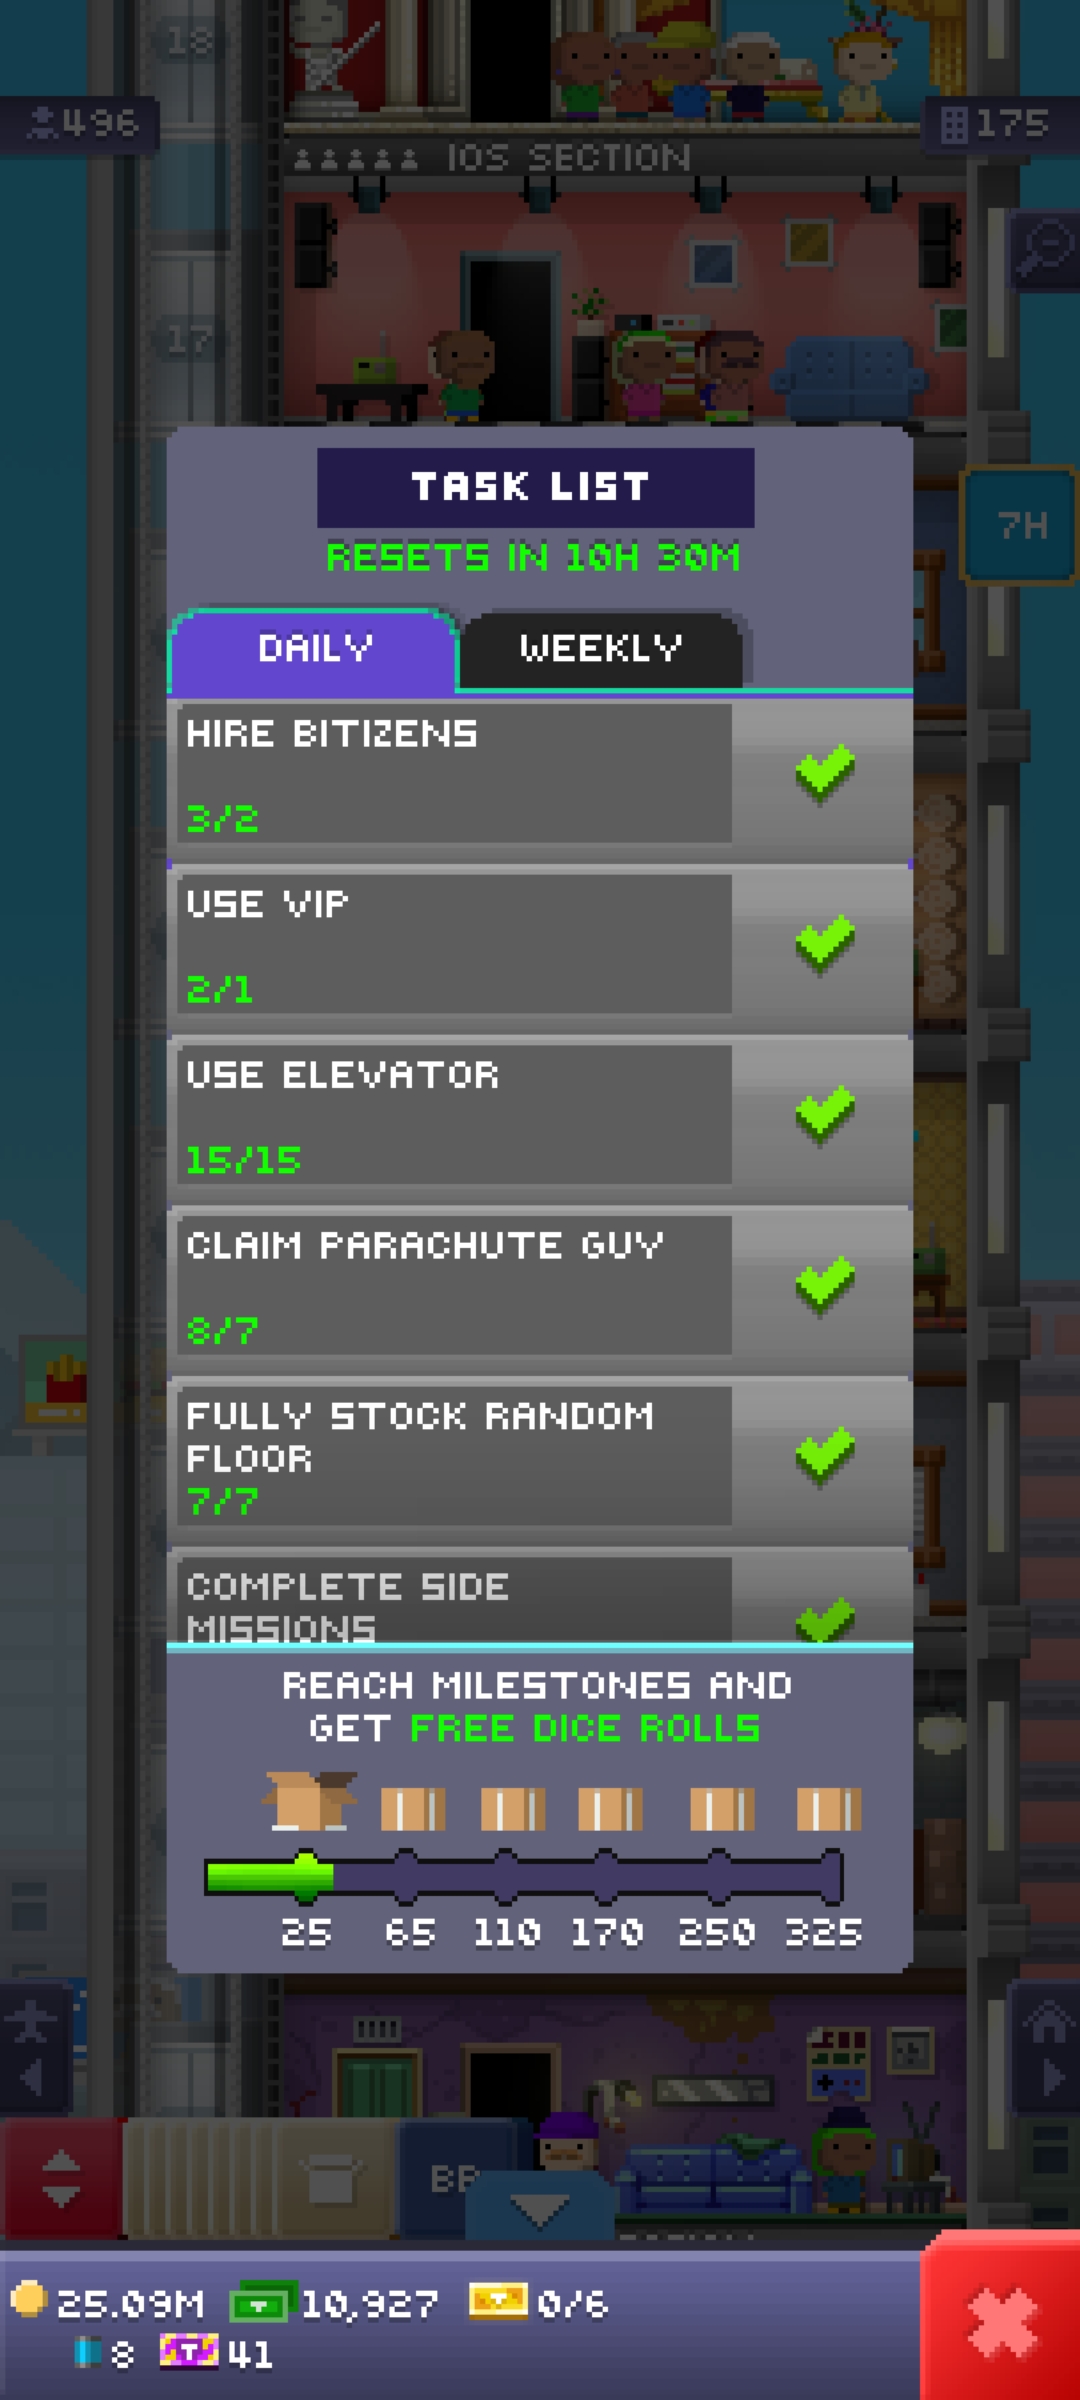 18
496
175
IOS SECTION
17
TASK LIST
RESETS IN 10H 30M
7H
DAILY
WEEKLY
HIRE BITIZENS
3/2
USE VIP
2/1
USE ELEVATOR
15/15
CLAIM PARACHUTE GUY
8/7
FULLY STOCK RANDOM
FLOOR
7/7
COMPLETE SIDE
MISSIONS
REACH MILESTONES AND
GET FREE DICE ROLLS
25 65 110 170 250 325
25.09M 10,927 0/6
8 41